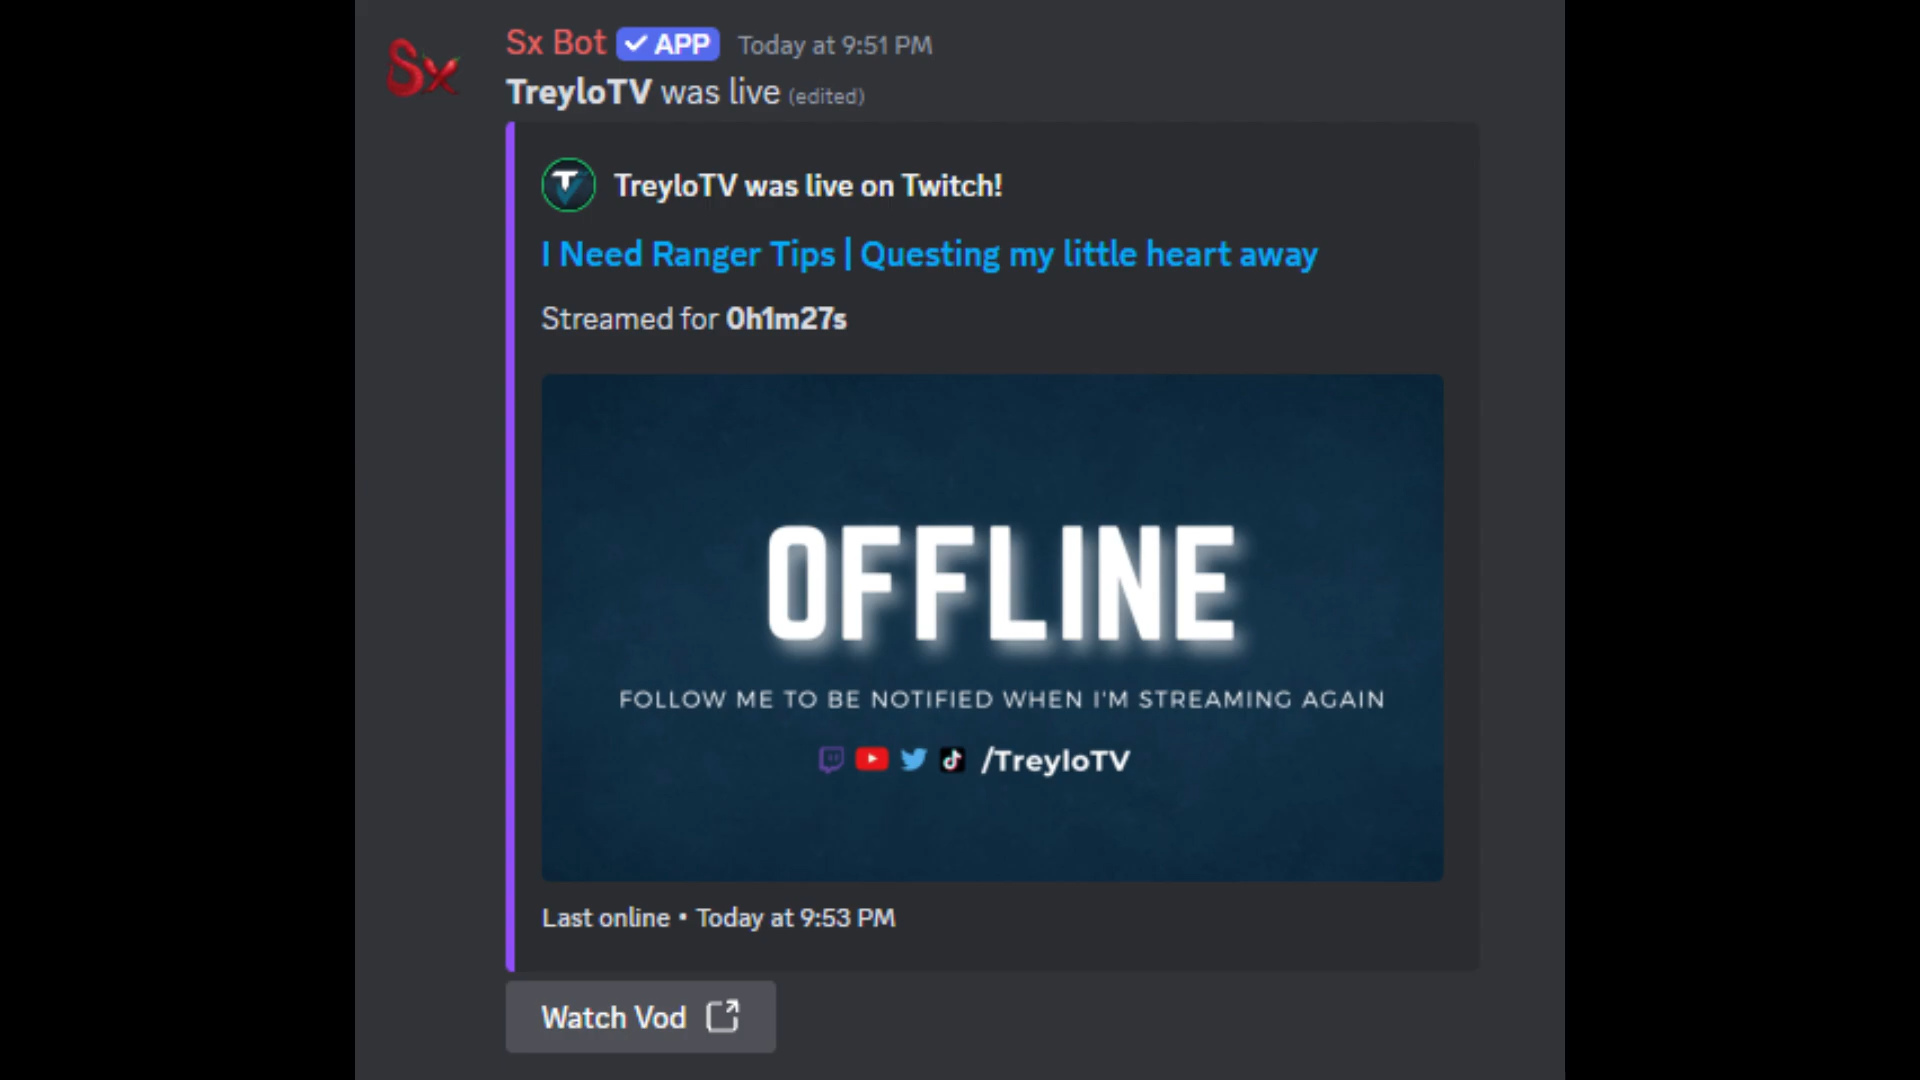 Sx
Sx Bot APP Today at 9:51 PM
TreyloTV was live (edited)
TreyloTV was live on Twitch!
I Need Ranger Tips | Questing my little heart away
Streamed for 0h1m27s
OFFLINE
FOLLOW ME TO BE NOTIFIED WHEN I'M STREAMING AGAIN
/TreyloTV
Last online • Today at 9:53 PM
Watch Vod